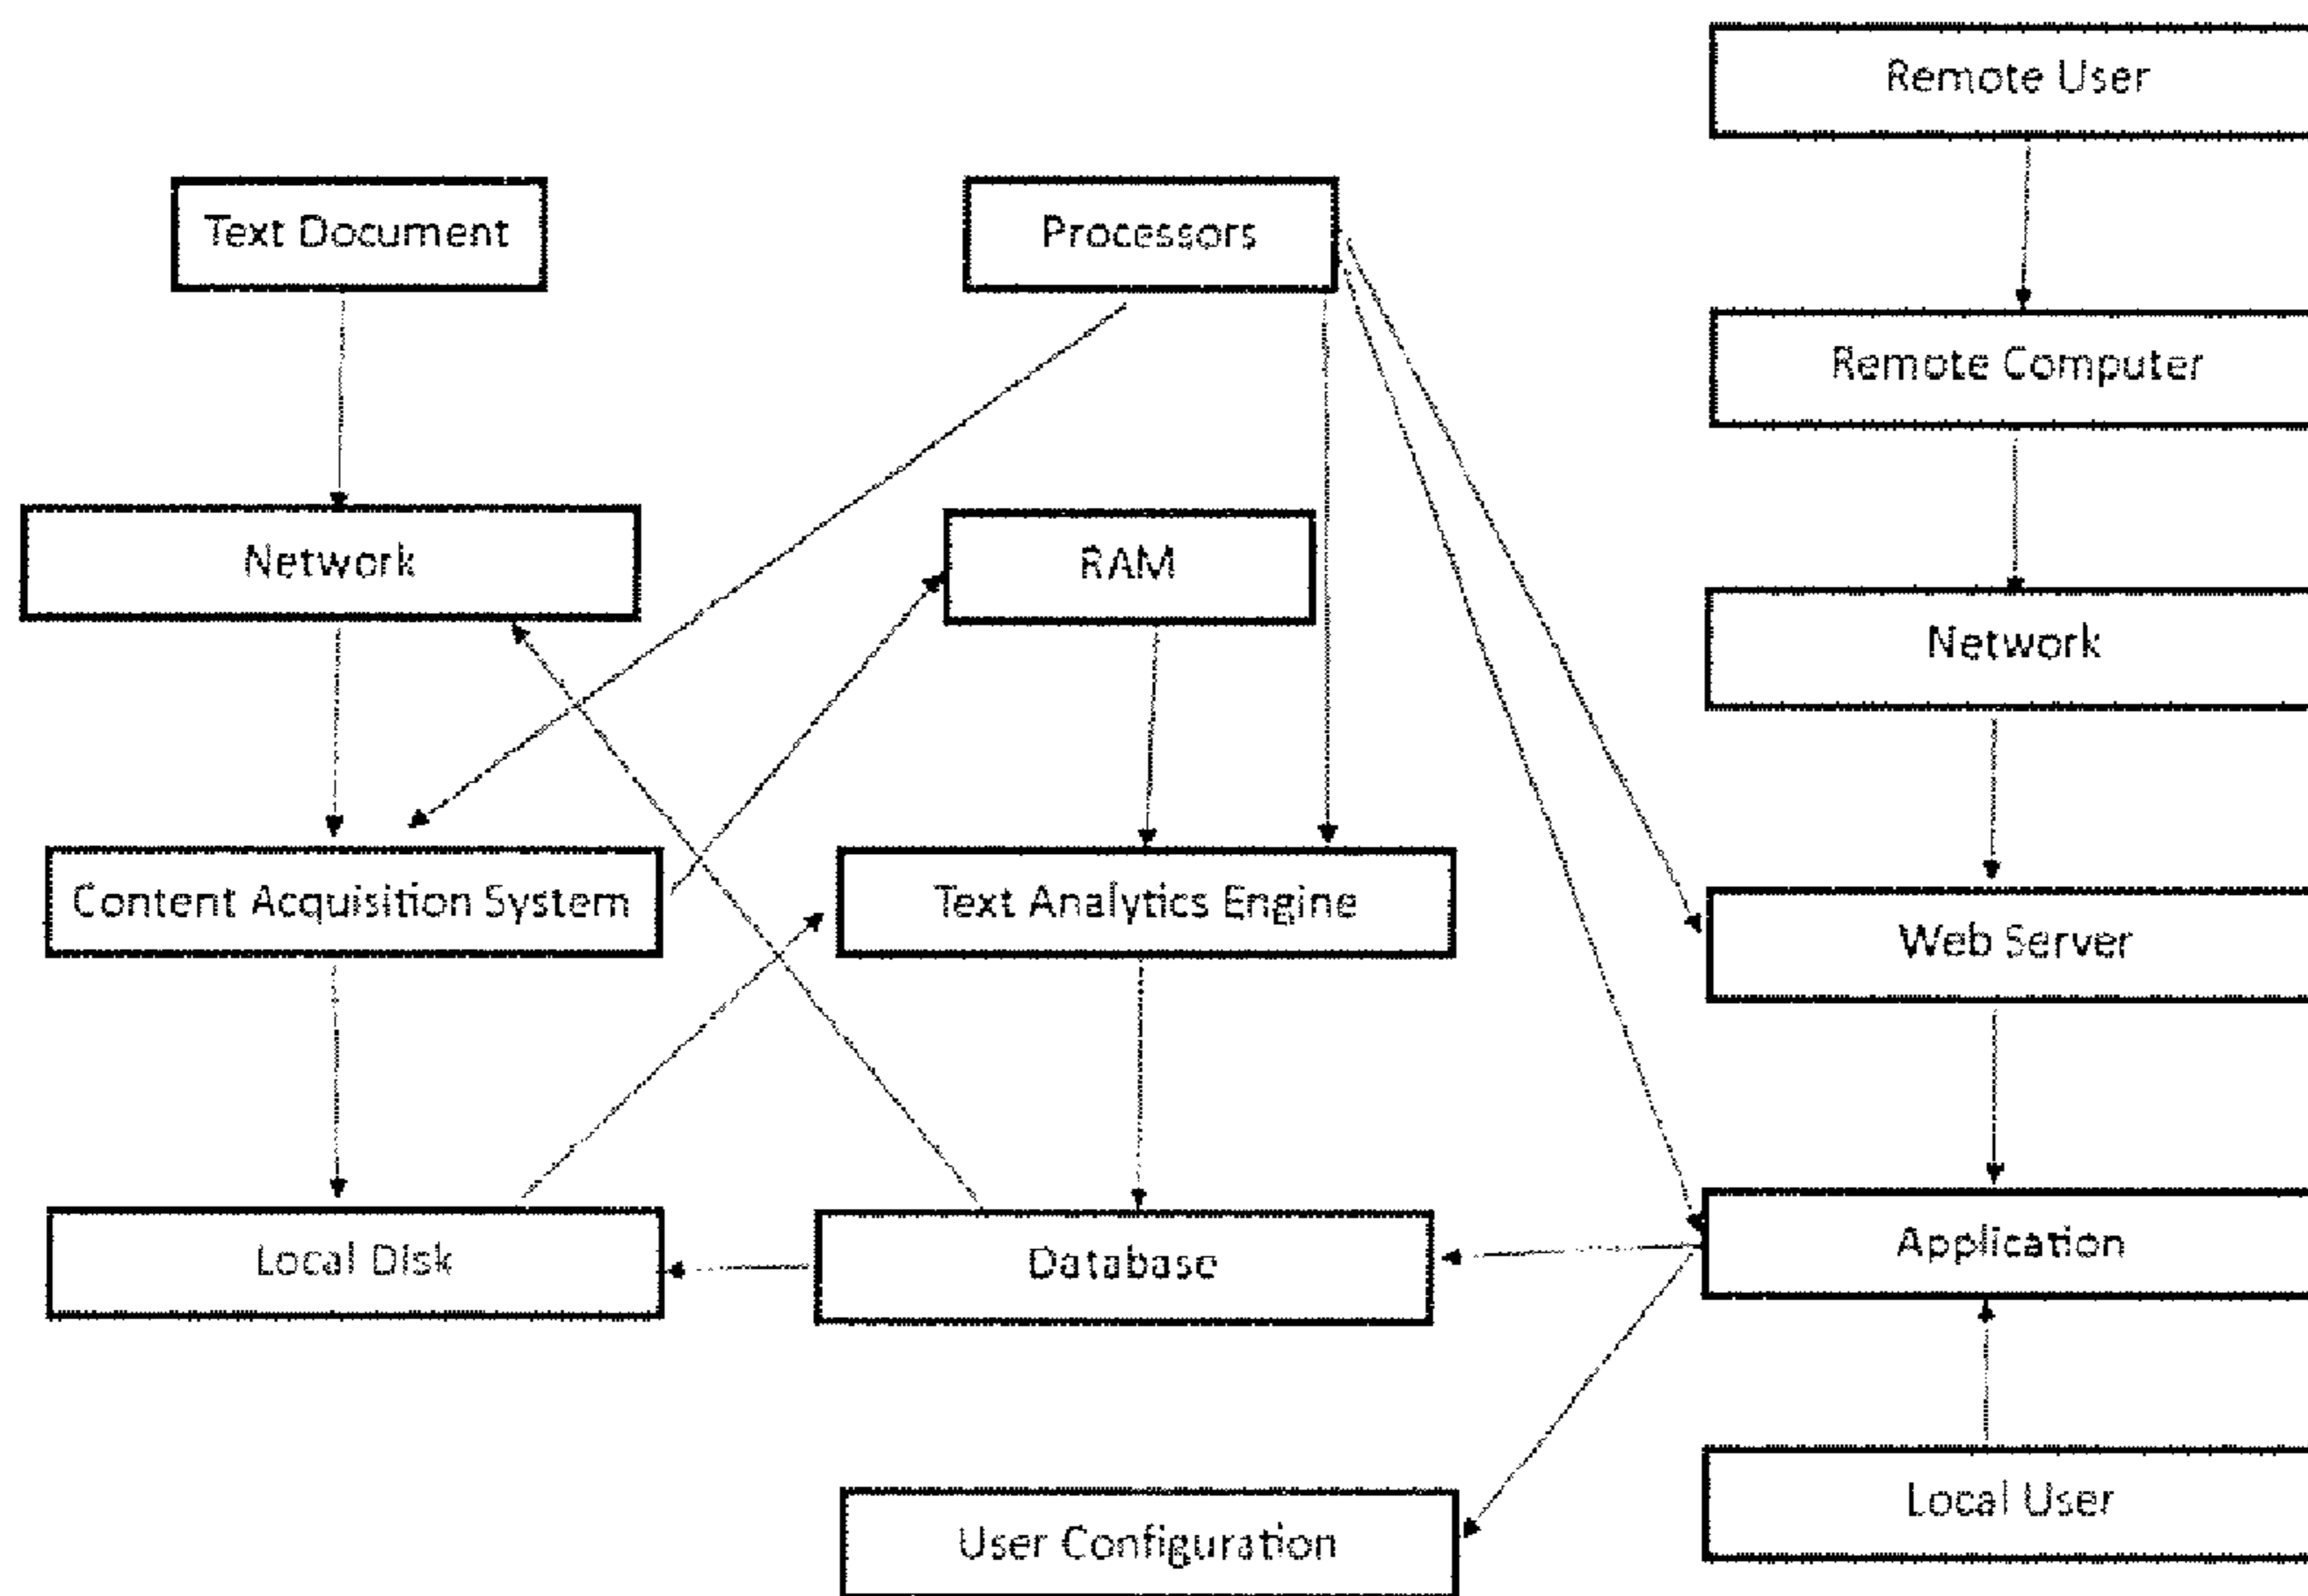 Remote User
Text Document
Processors
Remote Computer
Network
RAM
Network
Content Acquisition System
Text Analytics Engine
Web Server
Local Disk
Database
Application
User Configuration
Local User